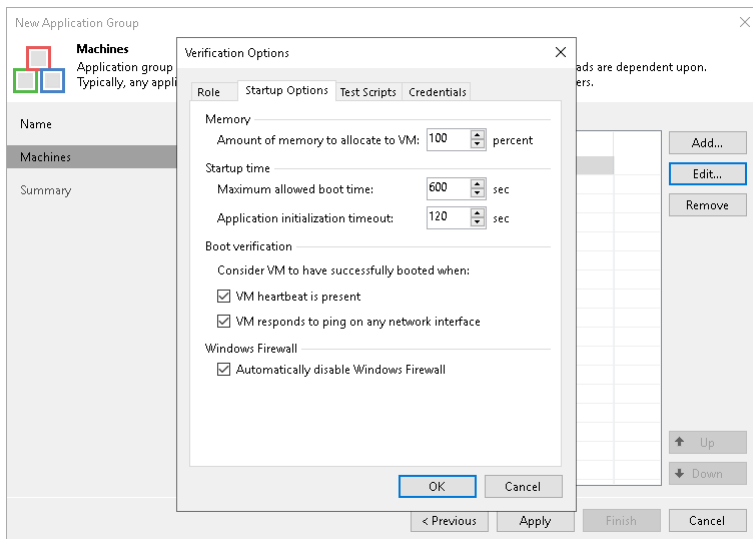 New Application Group
Machines
Application group
ads are dependent upon.
Typically, any appli
ers.
Name
Machines
Summary
Verification Options
Role
Startup Options
Test Scripts
Credentials
Memory
Amount of memory to allocate to VM: 100 percent
Startup time
Maximum allowed boot time: 600 sec
Application initialization timeout: 120 sec
Boot verification
Consider VM to have successfully booted when:
VM heartbeat is present
VM responds to ping on any network interface
Windows Firewall
Automatically disable Windows Firewall
OK
Cancel
Add...
Edit...
Remove
Up
Down
< Previous
Apply
Finish
Cancel